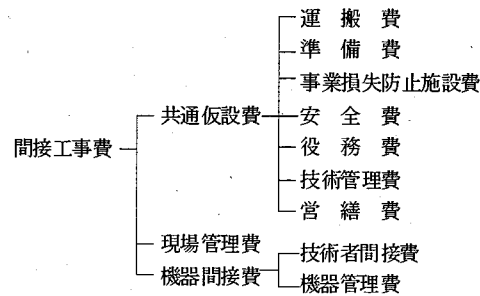 運搬費
準備費
事業損失防止施設費
共通仮設費
安全費
間接工事費
役務費
技術管理費
営繕費
現場管理費
技術者間接費
機器間接費
機器管理費